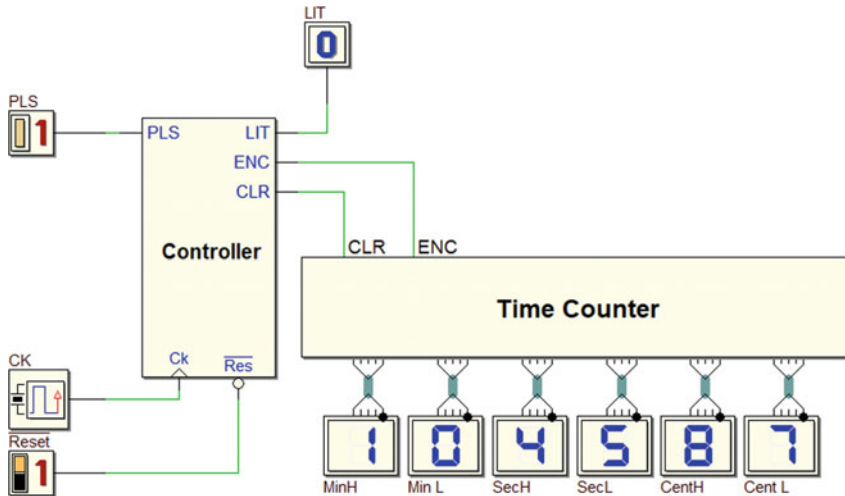 LIT
0
PLS
1
PLS
LIT
ENC
CLR
Controller
CLR ENC
Time Counter
CK
Ck
Res
Reset
1
1 0 4 5 8 7
MinH Min L SecH SecL CentH Cent L